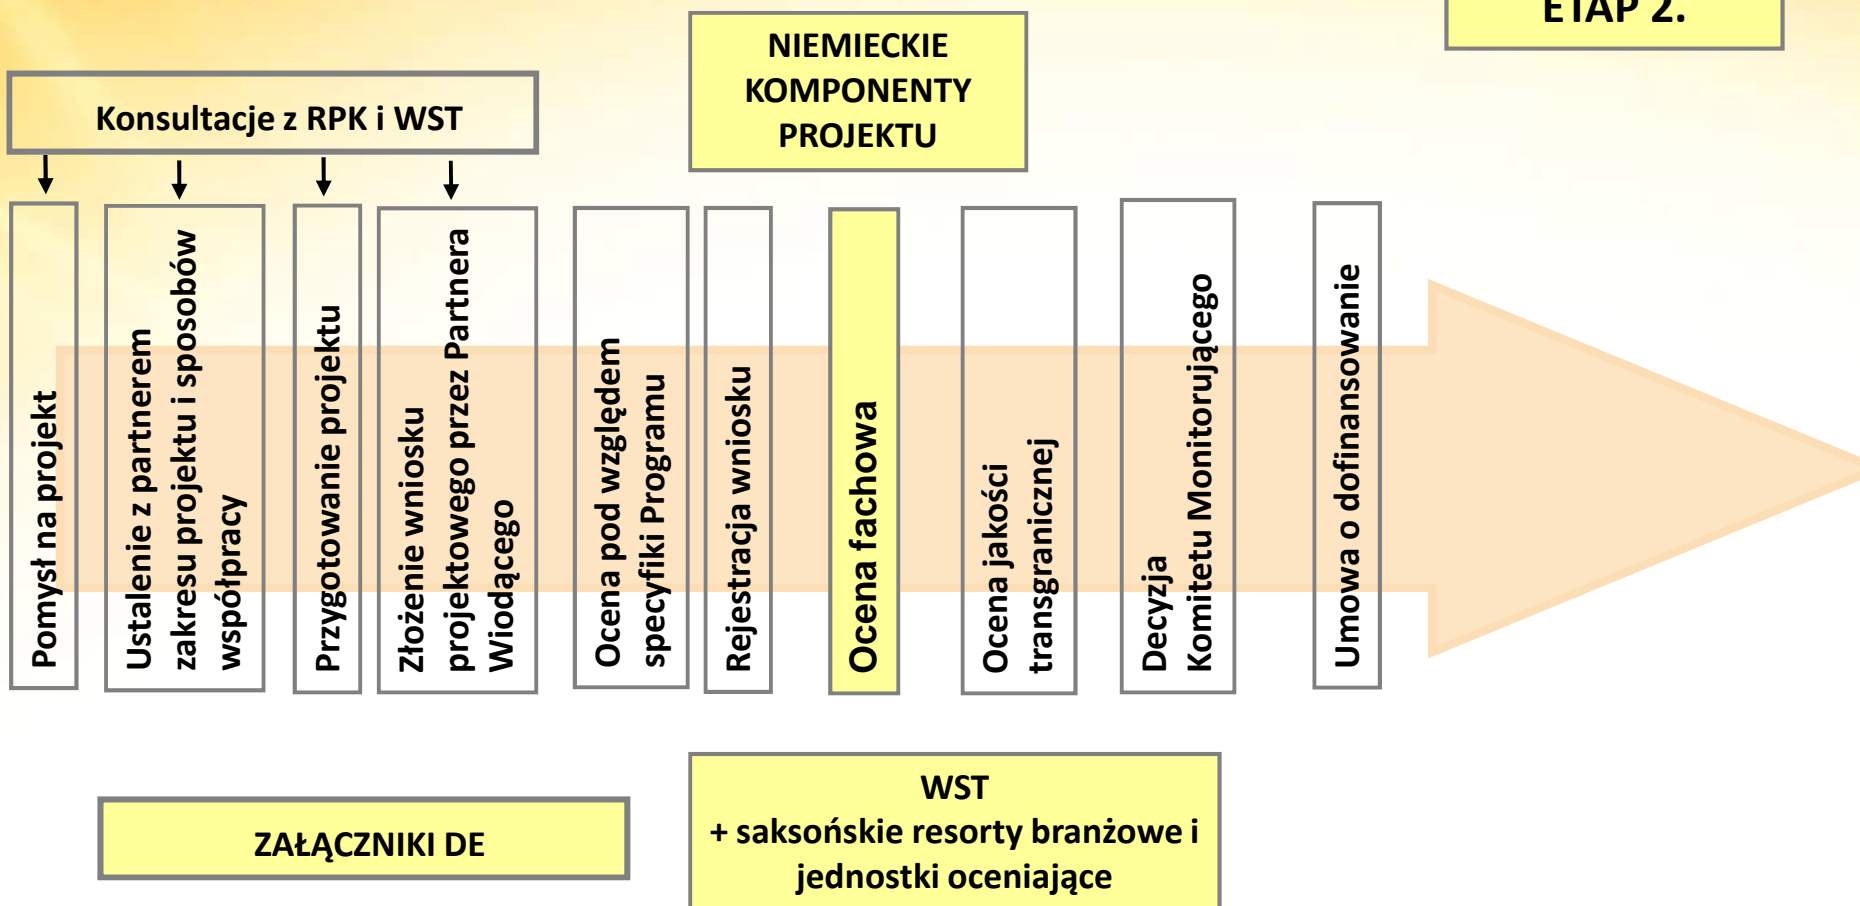 ETAP 2.
NIEMIECKIE
KOMPONENTY
PROJEKTU
Konsultacje z RPK i WST
Pomysł na projekt
Ustalenie z partnerem
zakresu projektu i sposobów
współpracy
Przygotowanie projektu
Złożenie wniosku
projektowego przez Partnera
Wiodącego
Ocena pod względem
specyfiki Programu
Rejestracja wniosku
Ocena fachowa
Ocena jakości
transgranicznej
Decyzja
Komitetu Monitorującego
Umowa o dofinansowanie
ZAŁĄCZNIKI DE
WST
+ saksońskie resorty branżowe i
jednostki oceniające